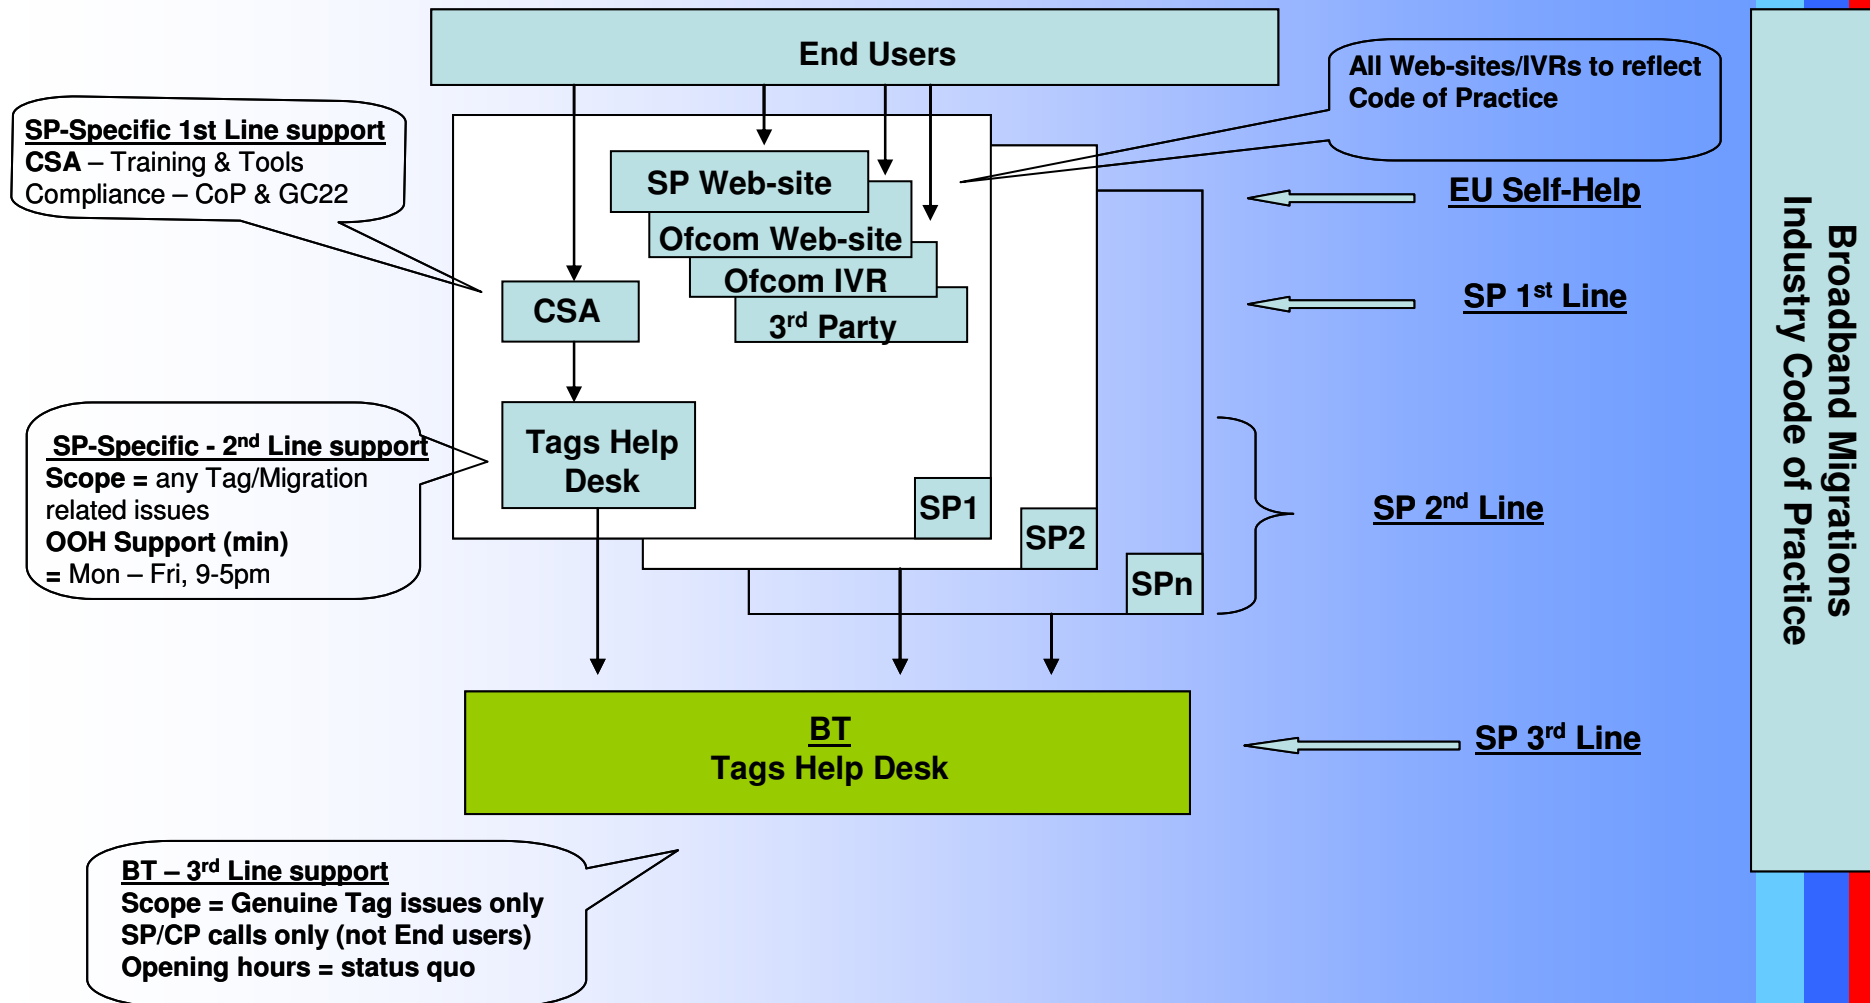 End Users
All Web-sites/IVRs to reflect
Code of Practice
SP-Specific 1st Line support
CSA – Training & Tools
Compliance – CoP & GC22
SP Web-site
Ofcom Web-site
Ofcom IVR
3rd Party
CSA
EU Self-Help
SP 1st Line
Tags Help
Desk
SP-Specific - 2nd Line support
Scope = any Tag/Migration
related issues
OOH Support (min)
= Mon – Fri, 9-5pm
SP1
SP2
SPn
SP 2nd Line
BT
Tags Help Desk
SP 3rd Line
BT – 3rd Line support
Scope = Genuine Tag issues only
SP/CP calls only (not End users)
Opening hours = status quo
Broadband Migrations
Industry Code of Practice